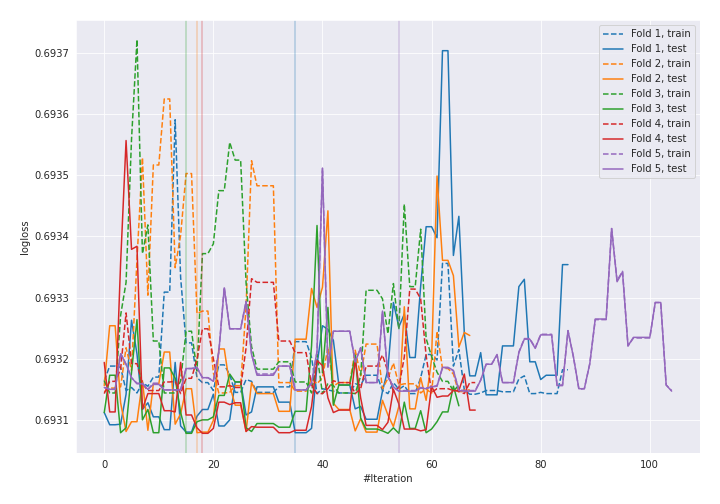 0.6937
0.6936
0.6935
0.6934
0.6933
0.6932
0.6931
logloss
0 20 40 60 80 100
#Iteration
Fold 1, train
Fold 1, test
Fold 2, train
Fold 2, test
Fold 3, train
Fold 3, test
Fold 4, train
Fold 4, test
Fold 5, train
Fold 5, test